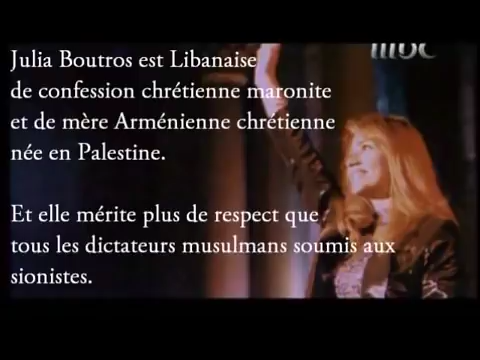 mbc
Julia Boutros est Libanaise
de confession chrétienne maronite
et de mère Arménienne chrétienne
née en Palestine.
Et elle mérite plus de respect que
tous les dictateurs musulmans soumis aux
sionistes.